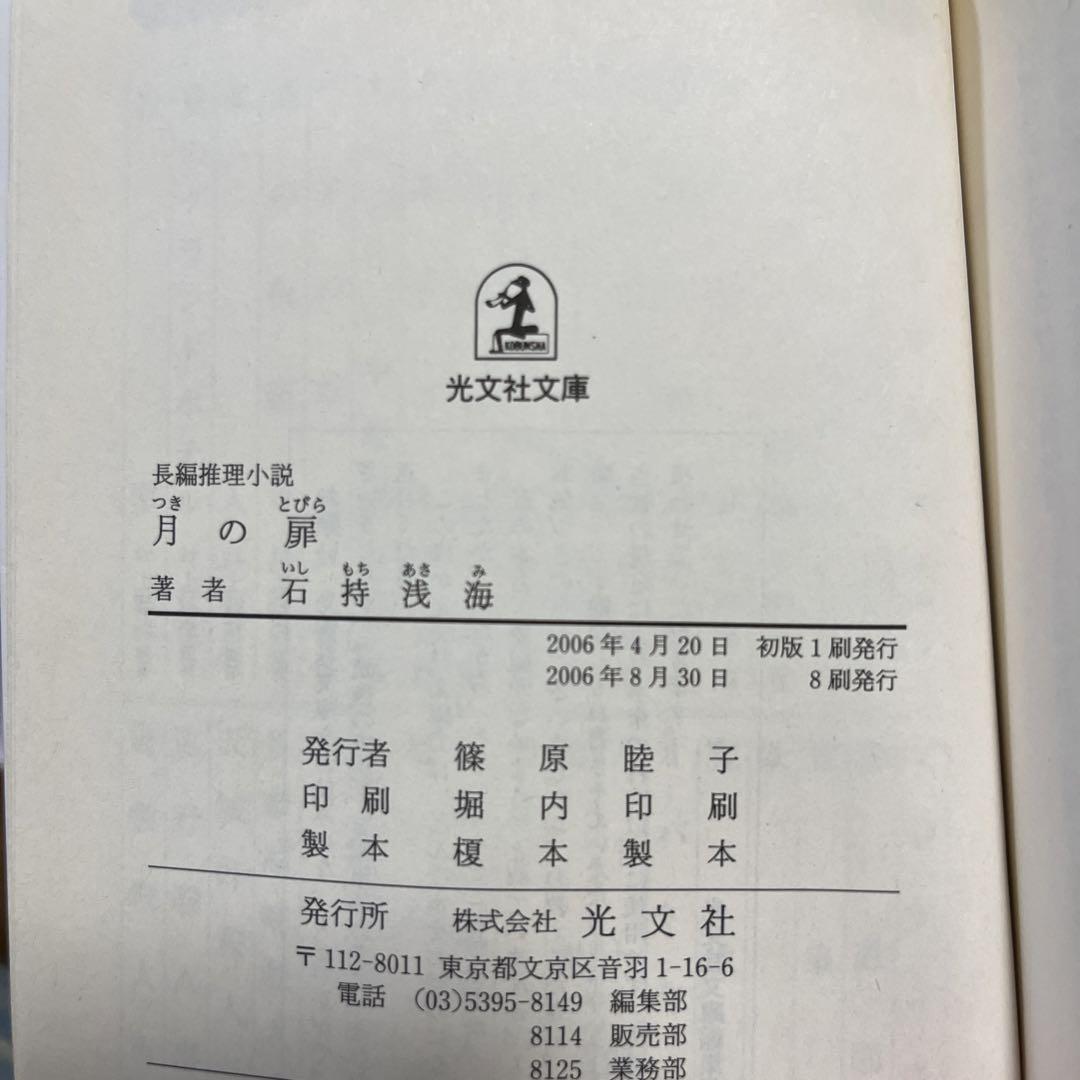 KOBUNSHA
光文社文庫
長編推理小説
つき とびら
月の扉
いし もち あさ み
著者 石持浅海
2006年4月20日 初版1刷発行
2006年8月30日 8刷発行
発行者 篠原睦子
印刷 堀内印刷
製本 榎本製本
発行所 株式会社 光文社
〒112-8011 東京都文京区音羽1-16-6
電話 (03)5395-8149 編集部
8114 販売部
8125 業務部